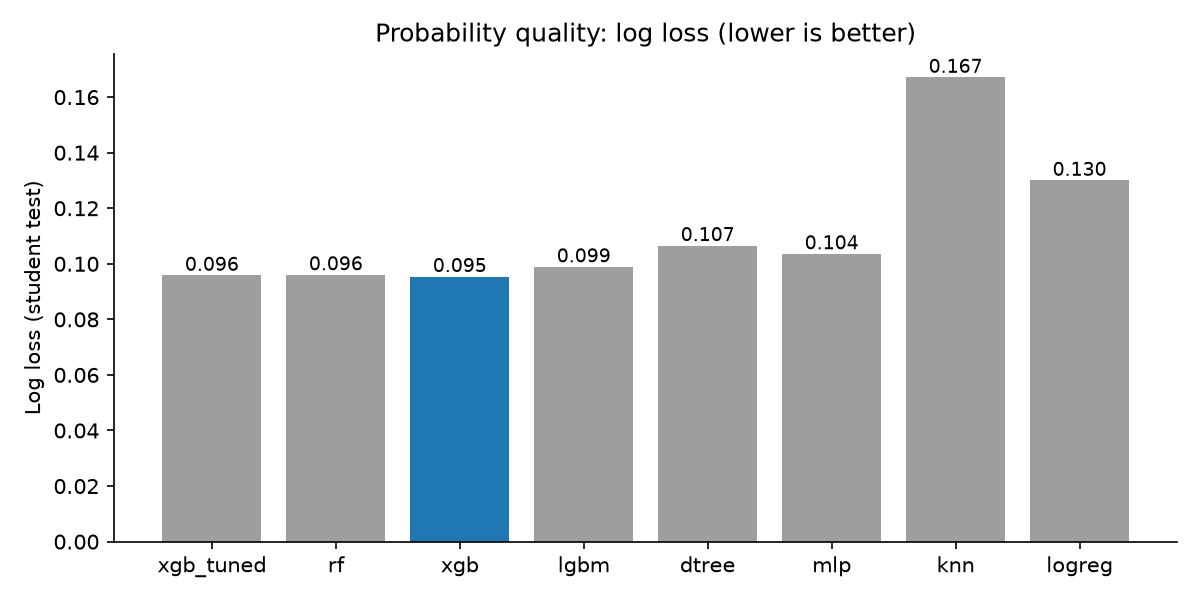 Probability quality: log loss (lower is better)
Log loss (student test)
0.16
0.14
0.12
0.10
0.08
0.06
0.04
0.02
0.00
0.096
0.096
0.095
0.099
0.107
0.104
0.167
0.130
xgb_tuned
rf
xgb
lgbm
dtree
mlp
knn
logreg